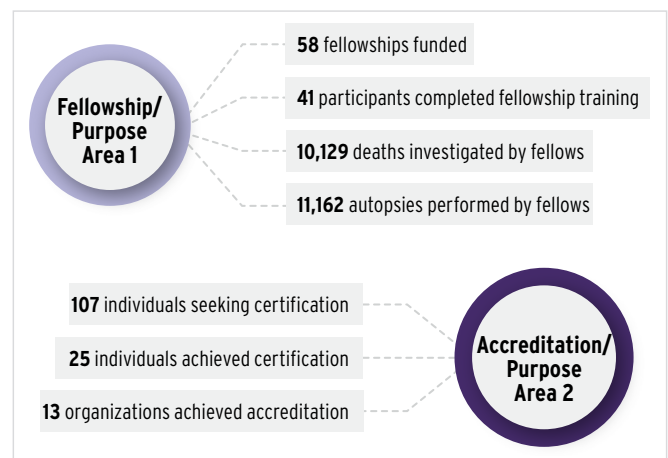 Fellowship/
Purpose
Area 1
58 fellowships funded
41 participants completed fellowship training
10,129 deaths investigated by fellows
11,162 autopsies performed by fellows
107 individuals seeking certification
25 individuals achieved certification
13 organizations achieved accreditation
Accreditation/
Purpose
Area 2